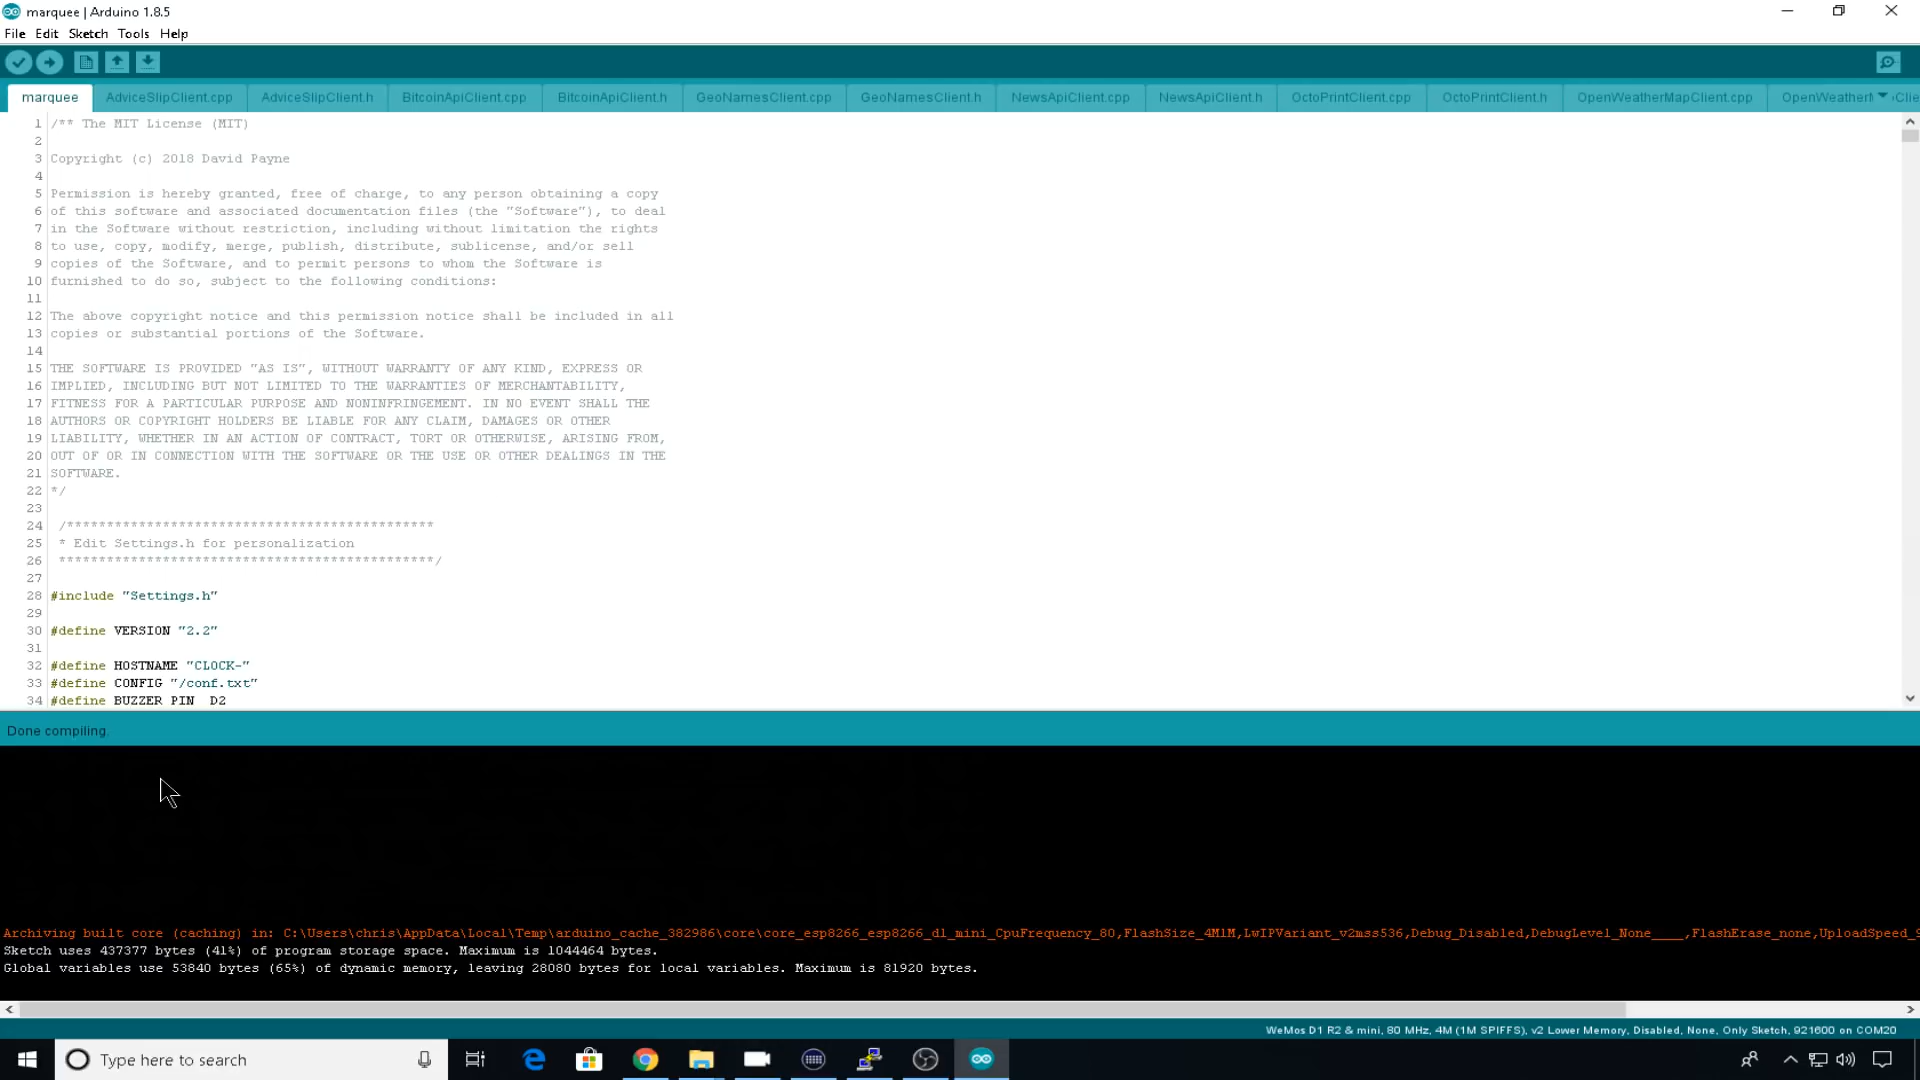 marquee | Arduino 1.8.5
File Edit Sketch Tools Help
marquee AdviceSlipClient.cpp AdviceSlipClient.h BitcoinApiClient.cpp BitcoinApiClient.h GeoNamesClient.cpp GeoNamesClient.h NewsApiClient.cpp NewsApiClient.h OctoPrintClient.cpp OctoPrintClient.h OpenWeatherMapClient.cpp
1 /** The MIT License (MIT)
2
3 Copyright (c) 2018 David Payne
4
5 Permission is hereby granted, free of charge, to any person obtaining a copy
6 of this software and associated documentation files (the "Software"), to deal
7 in the Software without restriction, including without limitation the rights
8 to use, copy, modify, merge, publish, distribute, sublicense, and/or sell
9 copies of the Software, and to permit persons to whom the Software is
10 furnished to do so, subject to the following conditions:
11
12 The above copyright notice and this permission notice shall be included in all
13 copies or substantial portions of the Software.
14
15 THE SOFTWARE IS PROVIDED "AS IS", WITHOUT WARRANTY OF ANY KIND, EXPRESS OR
16 IMPLIED, INCLUDING BUT NOT LIMITED TO THE WARRANTIES OF MERCHANTABILITY,
17 FITNESS FOR A PARTICULAR PURPOSE AND NONINFRINGEMENT. IN NO EVENT SHALL THE
18 AUTHORS OR COPYRIGHT HOLDERS BE LIABLE FOR ANY CLAIM, DAMAGES OR OTHER
19 LIABILITY, WHETHER IN AN ACTION OF CONTRACT, TORT OR OTHERWISE, ARISING FROM,
20 OUT OF OR IN CONNECTION WITH THE SOFTWARE OR THE USE OR OTHER DEALINGS IN THE
21 SOFTWARE.
22 */
23
24 /**********************************************
25 * Edit Settings.h for personalization
26 ***********************************************/
27
28 #include "Settings.h"
29
30 #define VERSION "2.2"
31
32 #define HOSTNAME "CLOCK-"
33 #define CONFIG "/conf.txt"
34 #define BUZZER_PIN D2
Done compiling.
Archiving built core (caching) in: C:\Users\chris\AppData\Local\Temp\arduino_cache_382986\core\core_esp8266_esp8266_d1_mini_CpuFrequency_80,FlashSize_4M1M,LwIPVariant_v2mss536,Debug_Disabled,DebugLevel_None____,FlashErase_none,UploadSpeed_9
Sketch uses 437377 bytes (41%) of program storage space. Maximum is 1044464 bytes.
Global variables use 53840 bytes (65%) of dynamic memory, leaving 28080 bytes for local variables. Maximum is 81920 bytes.
WeMos D1 R2 & mini, 80 MHz, 4M (1M SPIFFS), v2 Lower Memory, Disabled, None, Only Sketch, 921600 on COM20
Type here to search